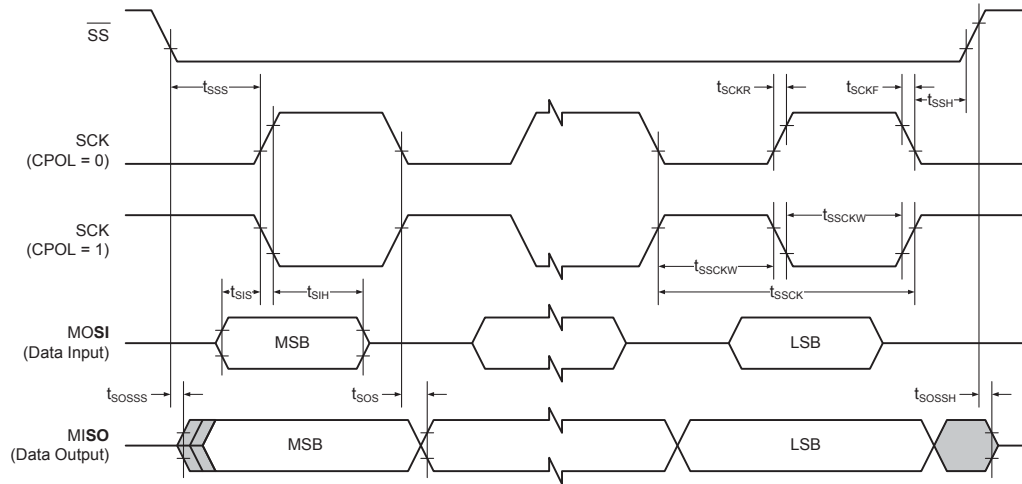 SS
tSSS
tSCKR
tSCKF
tSSH
SCK
(CPOL = 0)
SCK
(CPOL = 1)
tSSCKW
tSSCKW
tSIS
tSIH
tSSCK
MOSI
(Data Input)
MSB
LSB
tSOSSS
tSOS
tSOSSH
MISO
(Data Output)
MSB
LSB